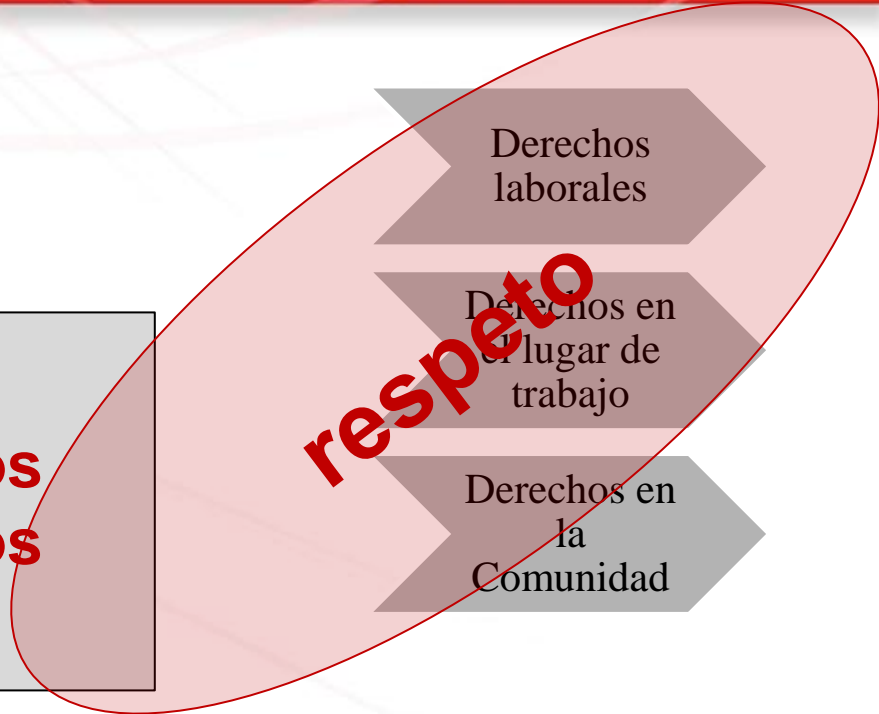 os
os
respeto
Derechos
laborales
Derechos en
el lugar de
trabajo
Derechos en
la
Comunidad